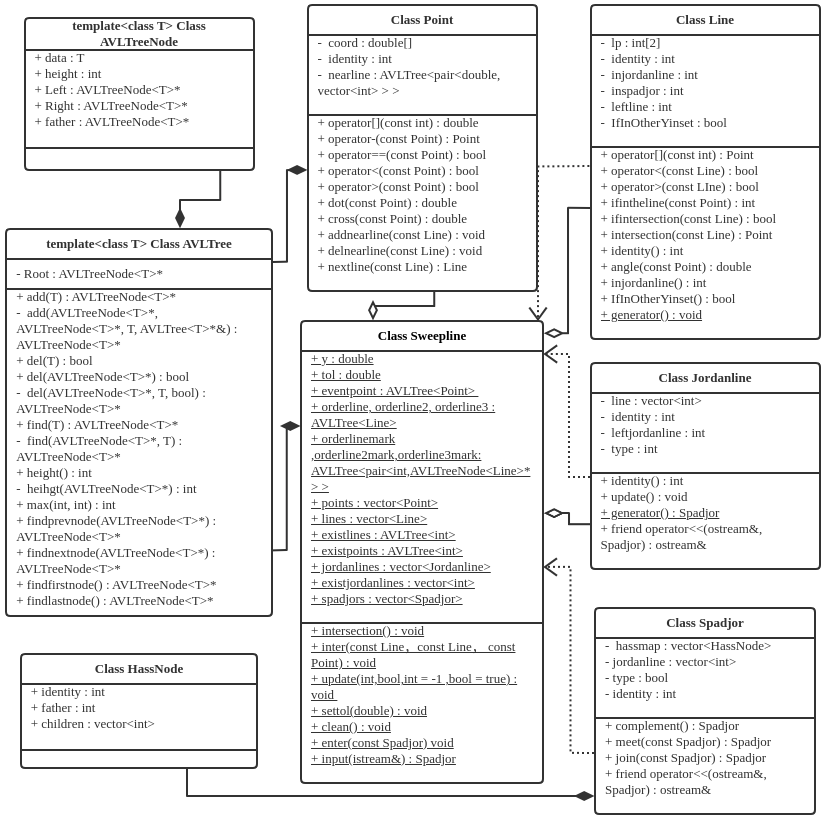 template<class T> Class
AVLTreeNode
+ data : T
+ height : int
+ Left : AVLTreeNode<T>*
+ Right : AVLTreeNode<T>*
+ father : AVLTreeNode<T>*
template<class T> Class AVLTree
- Root : AVLTreeNode<T>*
+ add(T) : AVLTreeNode<T>*
- add(AVLTreeNode<T>*,
AVLTreeNode<T>*, T, AVLTree<T>*&) :
AVLTreeNode<T>*
+ del(T) : bool
+ del(AVLTreeNode<T>*) : bool
- del(AVLTreeNode<T>*, T, bool) :
AVLTreeNode<T>*
+ find(T) : AVLTreeNode<T>*
- find(AVLTreeNode<T>*, T) :
AVLTreeNode<T>*
+ height() : int
- heihgt(AVLTreeNode<T>*) : int
+ max(int, int) : int
+ findprevnode(AVLTreeNode<T>*) :
AVLTreeNode<T>*
+ findnextnode(AVLTreeNode<T>*) :
AVLTreeNode<T>*
+ findfirstnode() : AVLTreeNode<T>*
+ findlastnode() : AVLTreeNode<T>*
Class HassNode
+ identity : int
+ father : int
+ children : vector<int>
Class Point
- coord : double[]
- identity : int
- nearline : AVLTree<pair<double,
vector<int> > >
+ operator[](const int) : double
+ operator-(const Point) : Point
+ operator==(const Point) : bool
+ operator<(const Point) : bool
+ operator>(const Point) : bool
+ dot(const Point) : double
+ cross(const Point) : double
+ addnearline(const Line) : void
+ delnearline(const Line) : void
+ nextline(const Line) : Line
Class Sweepline
+ y : double
+ tol : double
+ eventpoint : AVLTree<Point>
+ orderline, orderline2, orderline3 :
AVLTree<Line>
+ orderlinemark
,orderline2mark,orderline3mark:
AVLTree<pair<int,AVLTreeNode<Line>*
> >
+ points : vector<Point>
+ lines : vector<Line>
+ existlines : AVLTree<int>
+ existpoints : AVLTree<int>
+ jordanlines : vector<Jordanline>
+ existjordanlines : vector<int>
+ spadjors : vector<Spadjor>
+ intersection() : void
+ inter(const Line，const Line， const
Point) : void
+ update(int,bool,int = -1 ,bool = true) :
void
+ settol(double) : void
+ clean() : void
+ enter(const Spadjor) void
+ input(istream&) : Spadjor
Class Line
- lp : int[2]
- identity : int
- injordanline : int
- inspadjor : int
- leftline : int
- IfInOtherYinset : bool
+ operator[](const int) : Point
+ operator<(const Line) : bool
+ operator>(const LIne) : bool
+ ifintheline(const Point) : int
+ ifintersection(const Line) : bool
+ intersection(const Line) : Point
+ identity() : int
+ angle(const Point) : double
+ injordanline() : int
+ IfInOtherYinset() : bool
+ generator() : void
Class Jordanline
- line : vector<int>
- identity : int
- leftjordanline : int
- type : int
+ identity() : int
+ update() : void
+ generator() : Spadjor
+ friend operator<<(ostream&,
Spadjor) : ostream&
Class Spadjor
- hassmap : vector<HassNode>
- jordanline : vector<int>
- type : bool
- identity : int
+ complement() : Spadjor
+ meet(const Spadjor) : Spadjor
+ join(const Spadjor) : Spadjor
+ friend operator<<(ostream&,
Spadjor) : ostream&